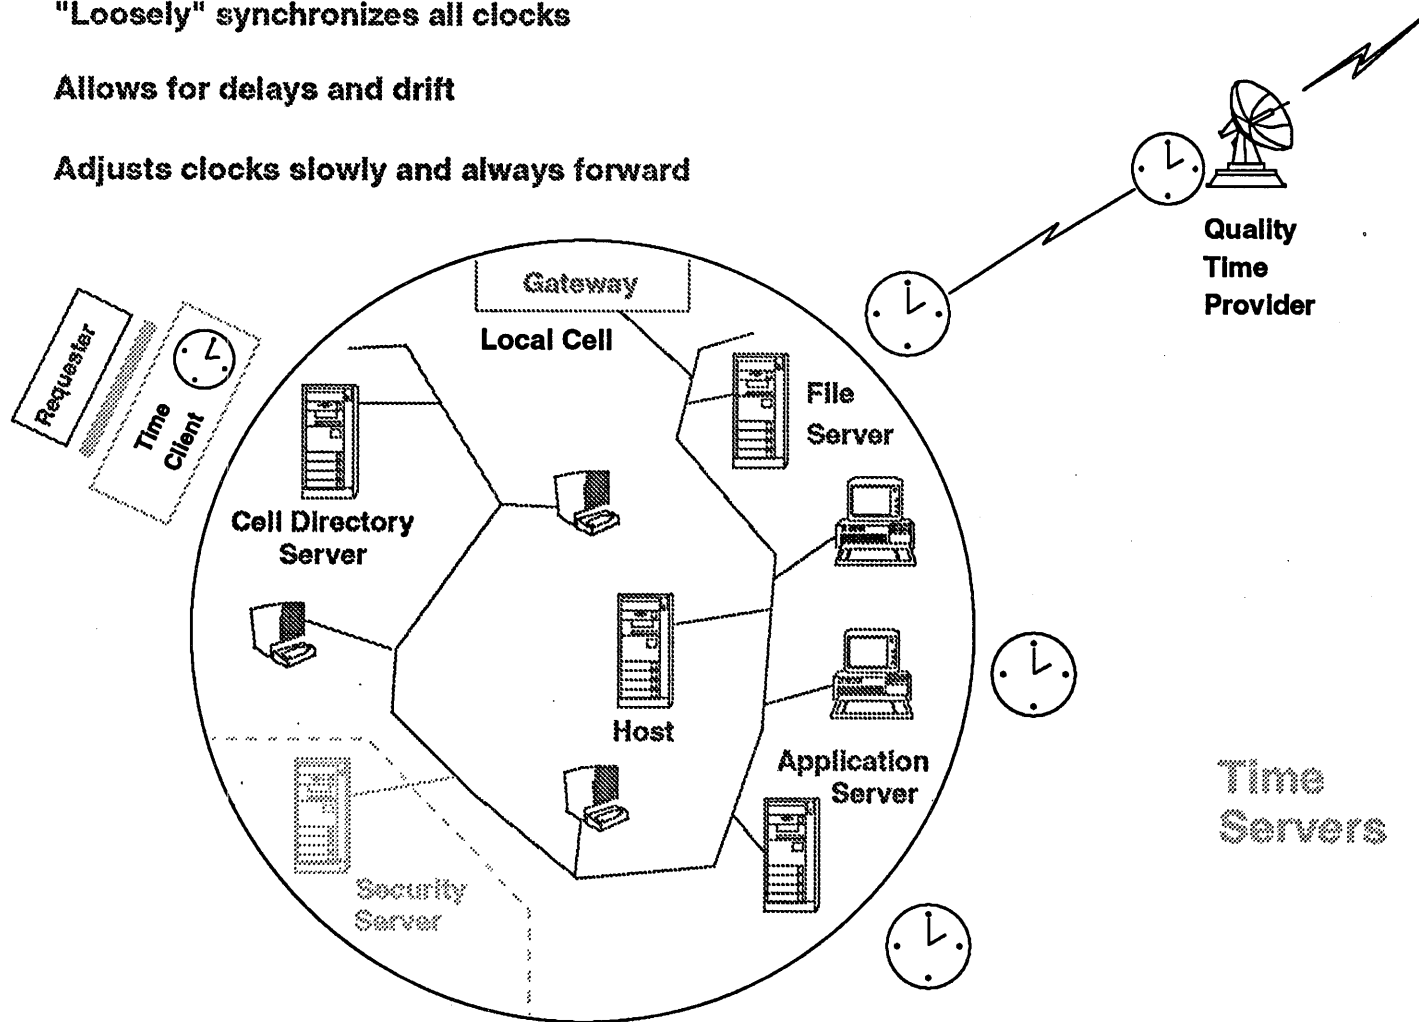 "Loosely" synchronizes all clocks
Allows for delays and drift
Adjusts clocks slowly and always forward
Quality
Time
Provider
Gateway
Local Cell
Requester
Time
Client
File
Server
Cell Directory
Server
Host
Application
Server
Time
Servers
Security
Server